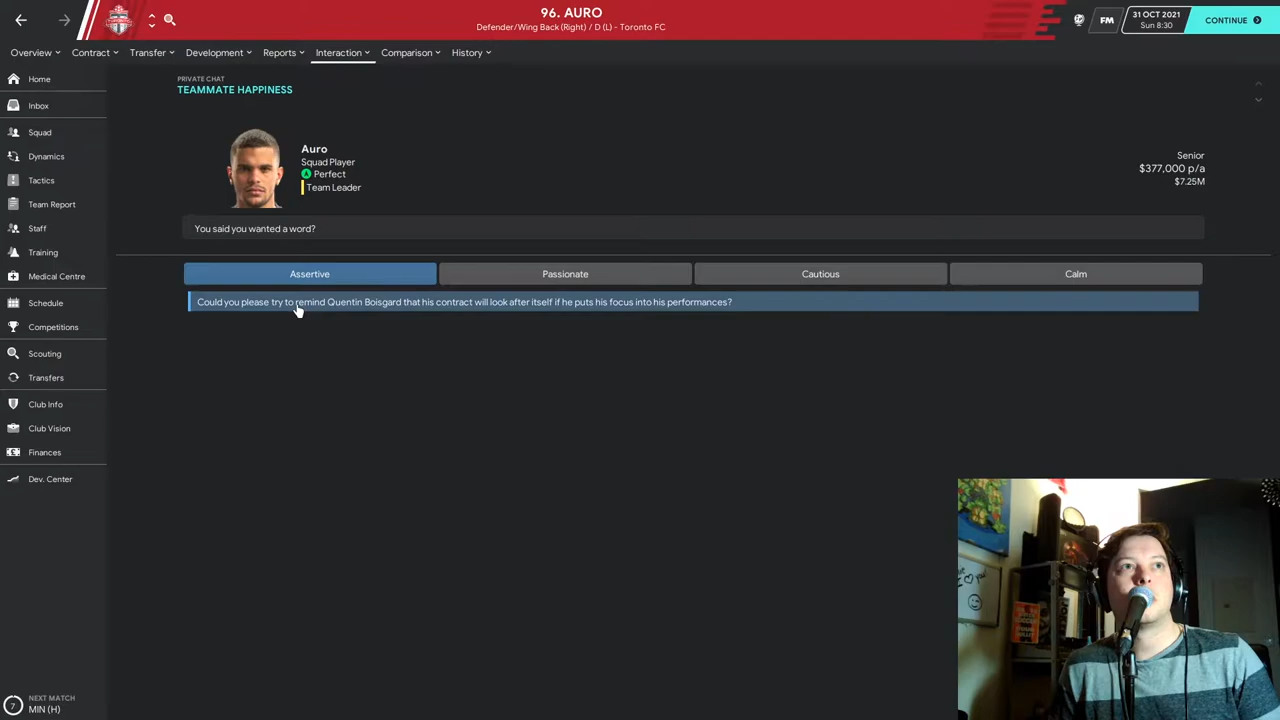 96. AURO
Defender/Wing Back (Right) / D (L) - Toronto FC
FM
31 OCT 2021
Sun 8:30
CONTINUE
Overview
Contract
Transfer
Development
Reports
Interaction
Comparison
History
Home
Inbox
Squad
Dynamics
Tactics
Team Report
Staff
Training
Medical Centre
Schedule
Competitions
Scouting
Transfers
Club Info
Club Vision
Finances
Dev. Center
7
NEXT MATCH
MIN (H)
PRIVATE CHAT
TEAMMATE HAPPINESS
Auro
Squad Player
Perfect
Team Leader
Senior
$377,000 p/a
$7.25M
You said you wanted a word?
Assertive
Passionate
Cautious
Calm
Could you please try to remind Quentin Boisgard that his contract will look after itself if he puts his focus into his performances?